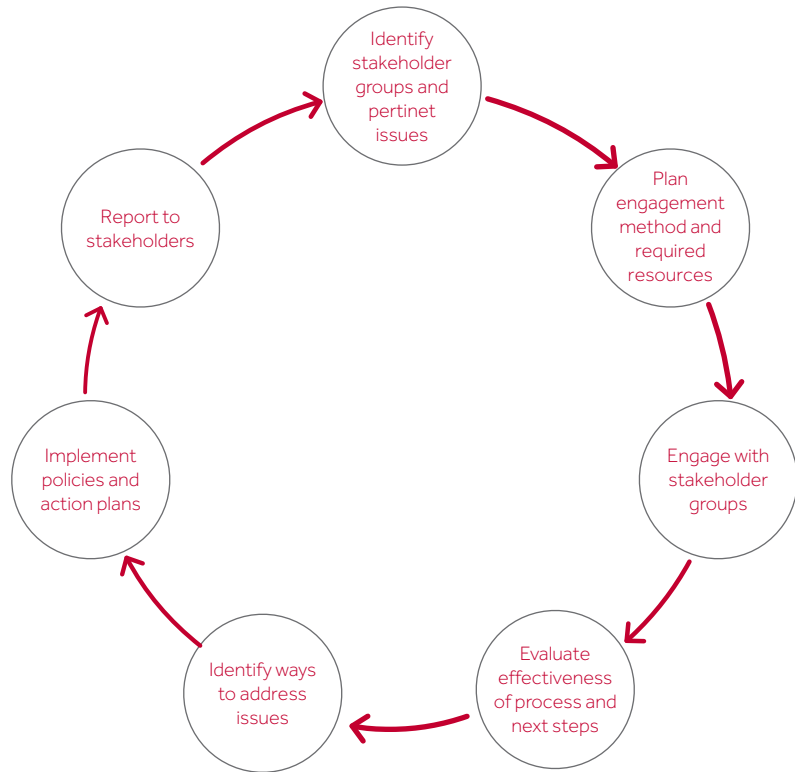 Identify
stakeholder
groups and
pertinet
issues
Plan
engagement
method and
required
resources
Engage with
stakeholder
groups
Evaluate
effectiveness
of process and
next steps
Identify ways
to address
issues
Implement
policies and
action plans
Report to
stakeholders